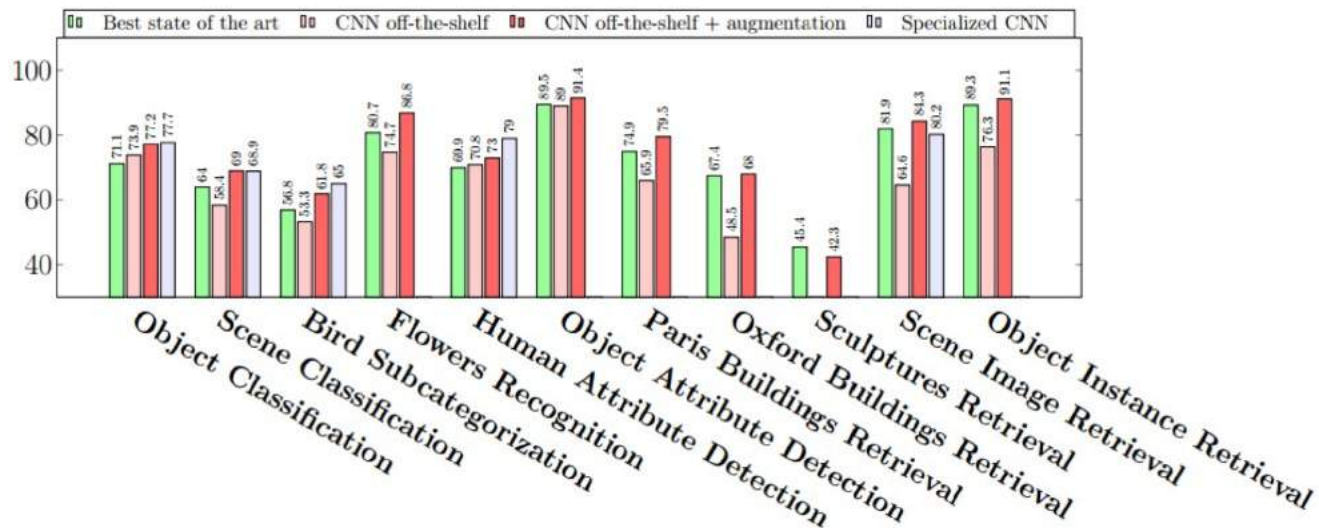 Best state of the art CNN off-the-shelf CNN off-the-shelf + augmentation Specialized CNN
100
80
60
40
71.1 73.9 77.2 77.7
64 58.4 69 68.9
56.8 53.3 61.8 65
80.7 74.7 86.8
69.9 70.8 73 79
89.5 89 91.4
74.9 65.9 79.5
67.4 48.5 68
45.4 42.3
81.9 64.6 84.3 80.2
89.3 76.3 91.1
Object Classification
Scene Classification
Bird Subcategorization
Flowers Recognition
Human Attribute Detection
Object Attribute Detection
Paris Buildings Retrieval
Oxford Buildings Retrieval
Sculptures Retrieval
Scene Image Retrieval
Object Instance Retrieval